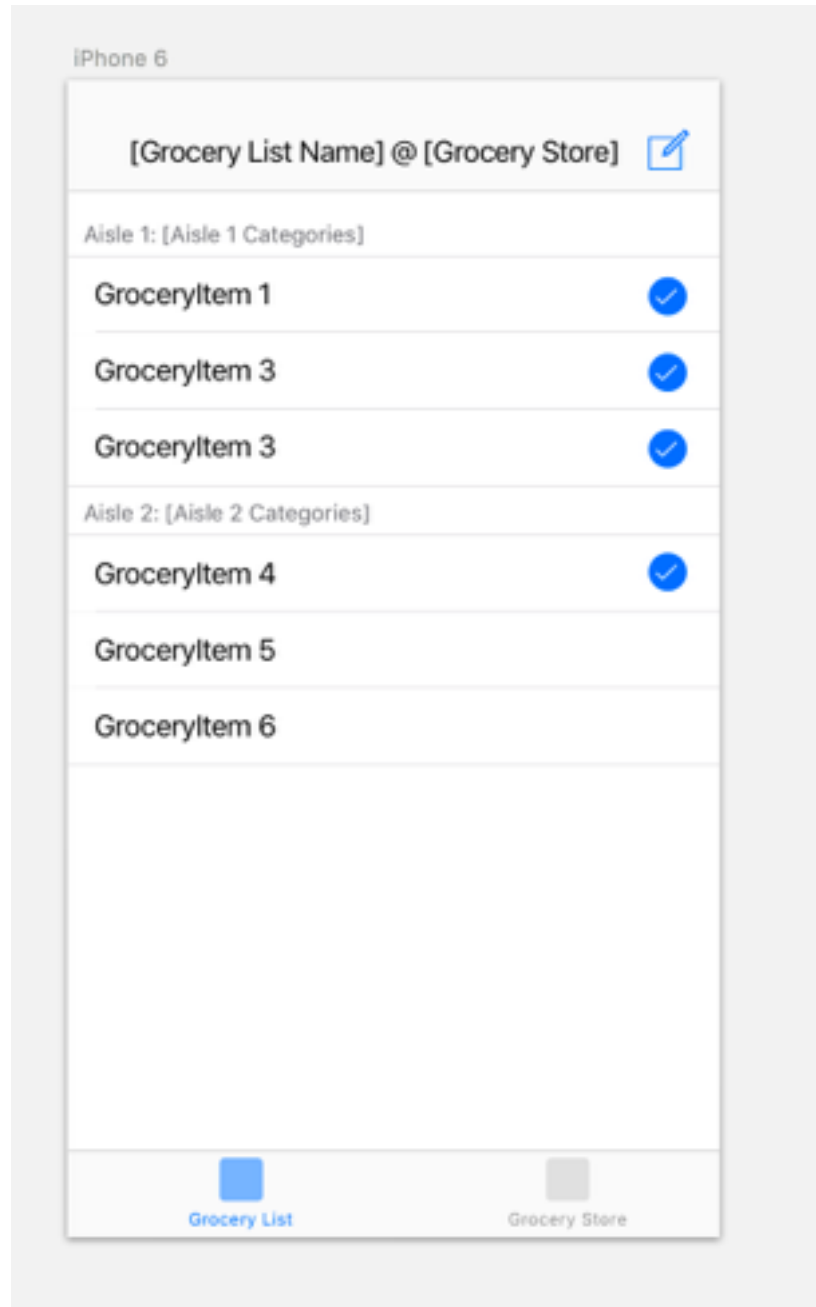 iPhone 6
[Grocery List Name] @ [Grocery Store]
Aisle 1: [Aisle 1 Categories]
GroceryItem 1
GroceryItem 3
GroceryItem 3
Aisle 2: [Aisle 2 Categories]
GroceryItem 4
GroceryItem 5
GroceryItem 6
Grocery List
Grocery Store